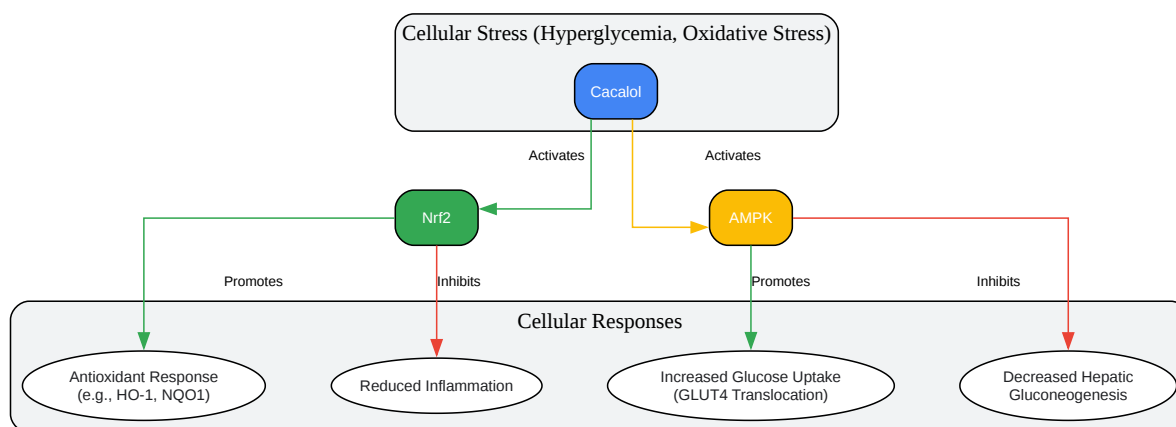 Cellular Stress (Hyperglycemia, Oxidative Stress)
Cacalol
Activates
Activates
Nrf2
AMPK
Promotes
Inhibits
Promotes
Inhibits
Cellular Responses
Antioxidant Response
(e.g., HO-1, NQO1)
Reduced Inflammation
Increased Glucose Uptake
(GLUT4 Translocation)
Decreased Hepatic
Gluconeogenesis